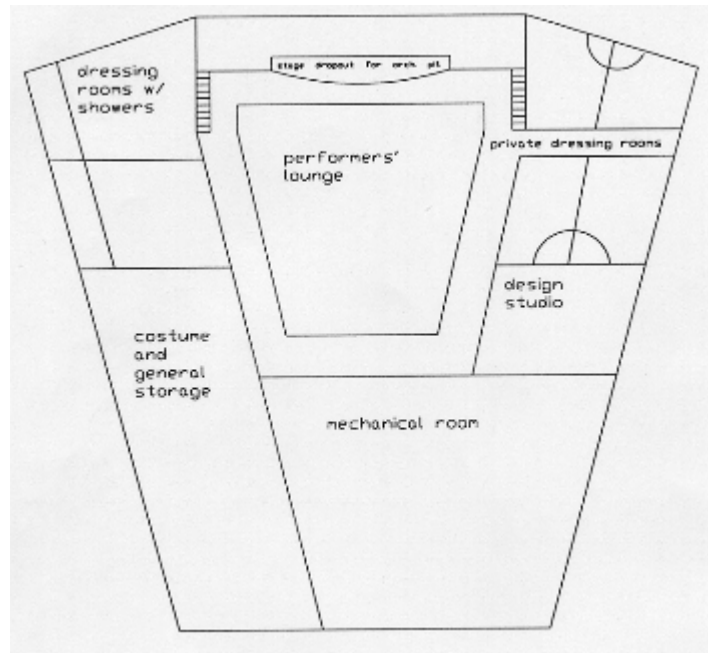 stage dropout for orch. pit
dressing
rooms w/
showers
private dressing rooms
performers'
lounge
design
studio
costume
and
general
storage
mechanical room